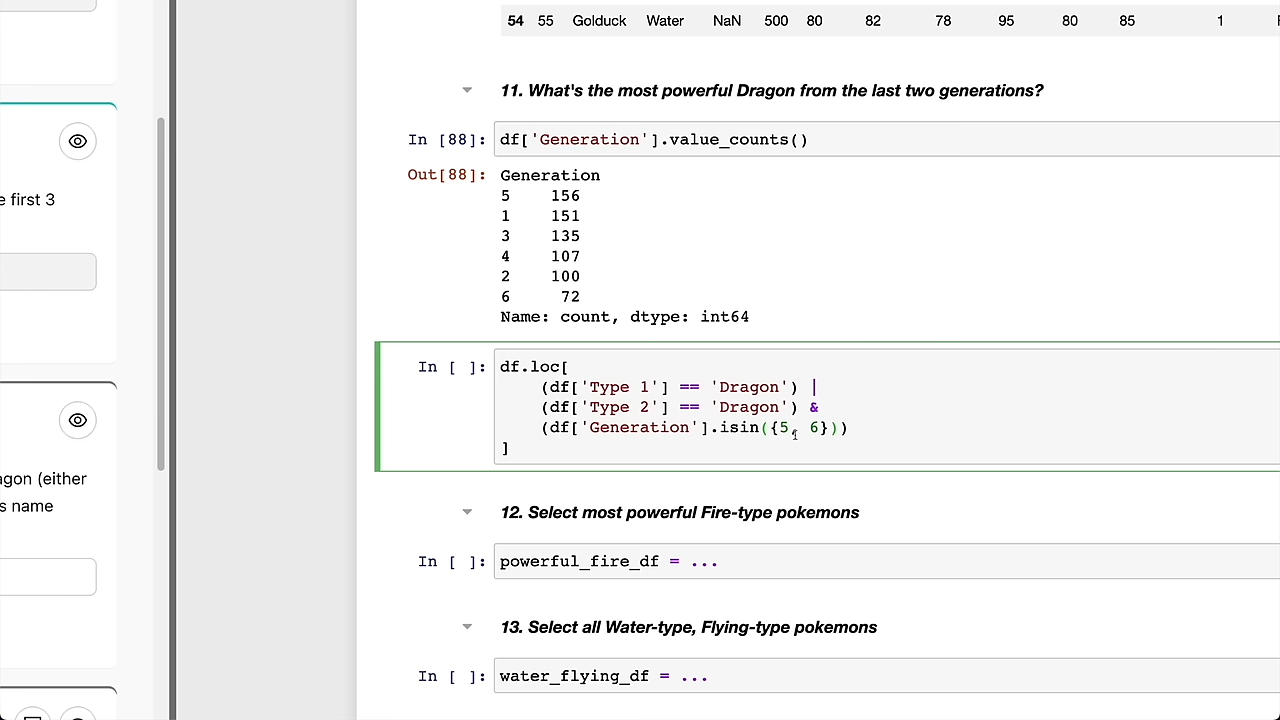 54 55 Golduck Water NaN 500 80 82 78 95 80 85 1
11. What's the most powerful Dragon from the last two generations?
In [88]: df['Generation'].value_counts()
Out[88]: Generation
5 156
1 151
3 135
4 107
2 100
6 72
Name: count, dtype: int64
e first 3
In [ ]: df.loc[
(df['Type 1'] == 'Dragon') |
(df['Type 2'] == 'Dragon') &
(df['Generation'].isin({5, 6}))
]
agon (either
s name
12. Select most powerful Fire-type pokemons
In [ ]: powerful_fire_df = ...
13. Select all Water-type, Flying-type pokemons
In [ ]: water_flying_df = ...